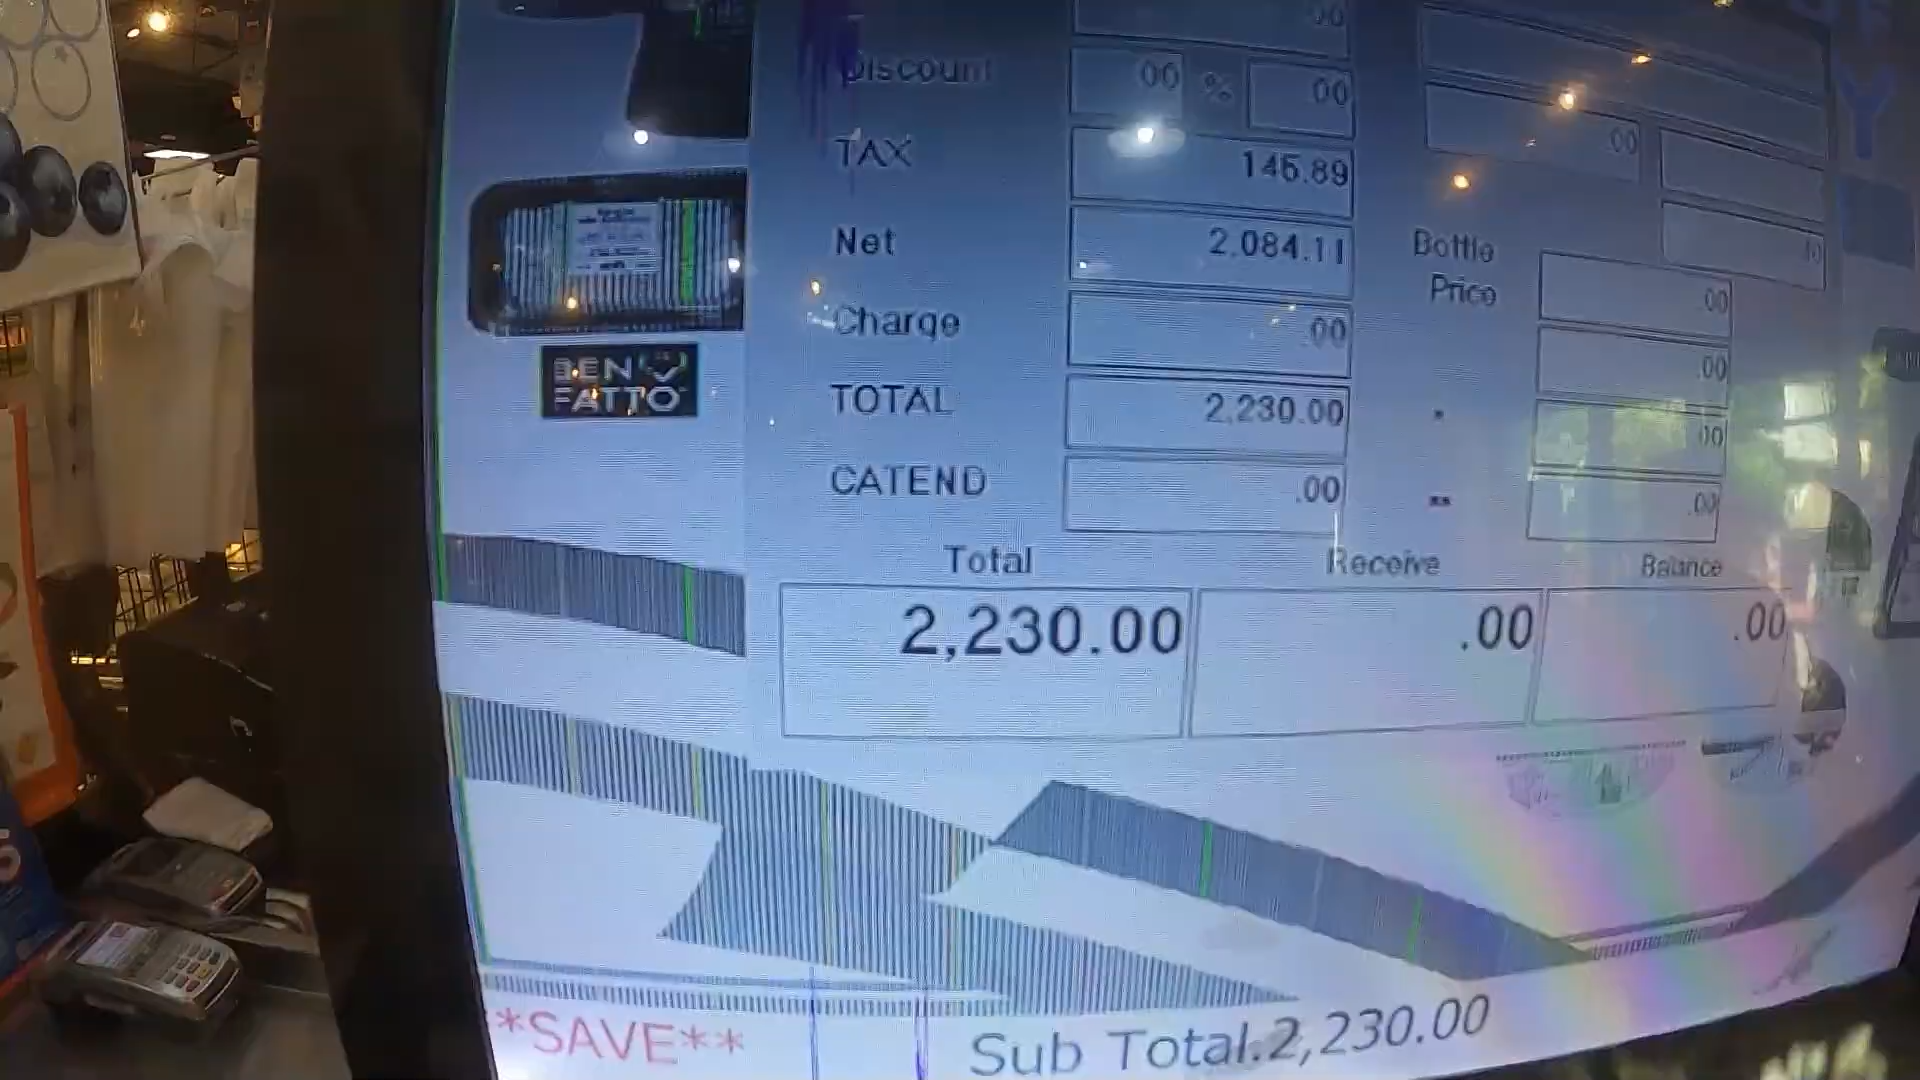 .00
Discount .00 % .00
TAX 145.89
.00
Net 2,084.11
Bottle
Price .00
Charge .00
.00
BEN
FATTO
TOTAL 2,230.00 * .00
CATEND .00 ** .00
Total Receive Balance
2,230.00 .00 .00
**SAVE** Sub Total.2,230.00